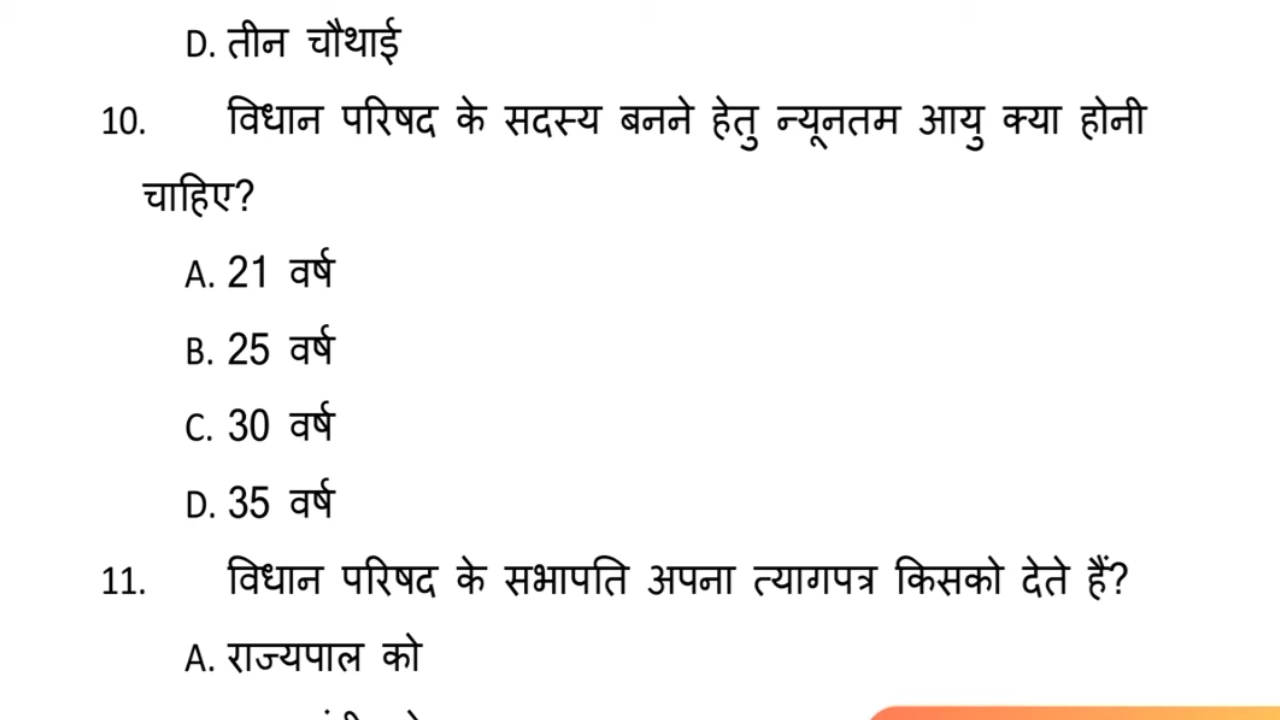 D. तीन चौथाई
10. विधान परिषद के सदस्य बनने हेतु न्यूनतम आयु क्या होनी
चाहिए?
A. 21 वर्ष
B. 25 वर्ष
C. 30 वर्ष
D. 35 वर्ष
11. विधान परिषद के सभापति अपना त्यागपत्र किसको देते हैं?
A. राज्यपाल को